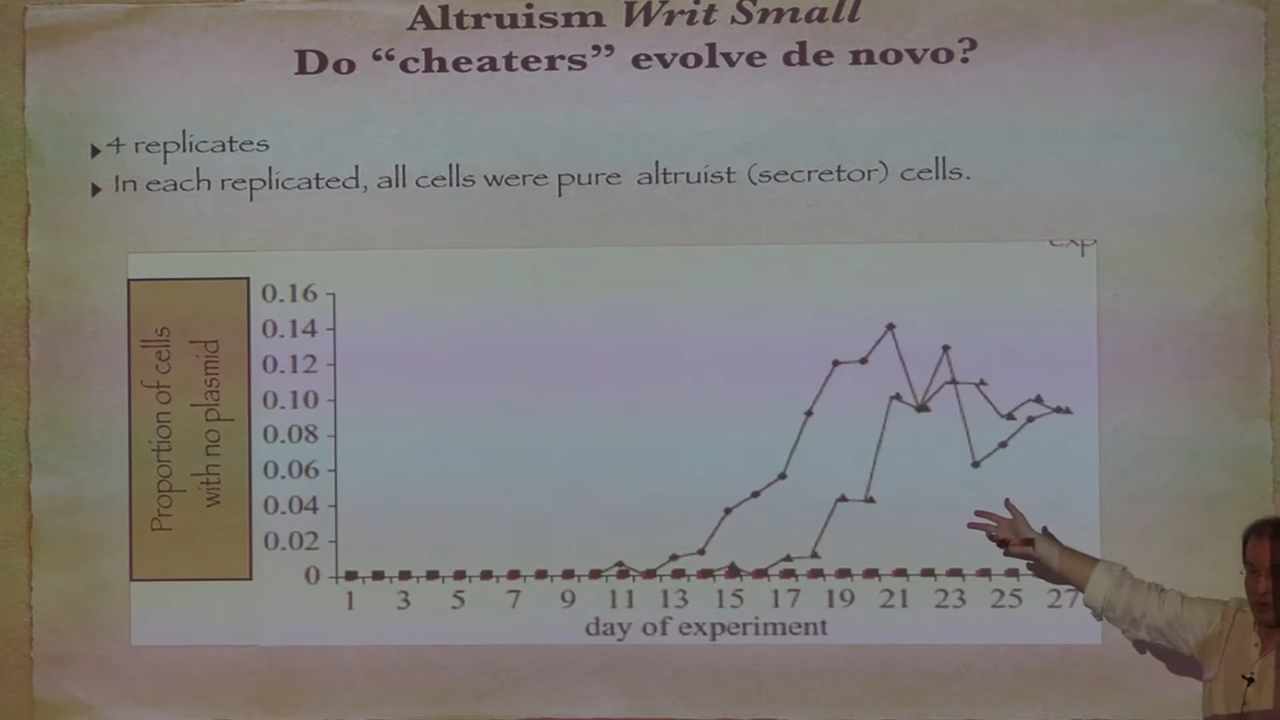 Altruism Writ Small
Do “cheaters” evolve de novo?
4 replicates
In each replicated, all cells were pure altruist (secretor) cells.
exp
Proportion of cells
with no plasmid
0.16
0.14
0.12
0.10
0.08
0.06
0.04
0.02
0
1 3 5 7 9 11 13 15 17 19 21 23 25 27
day of experiment